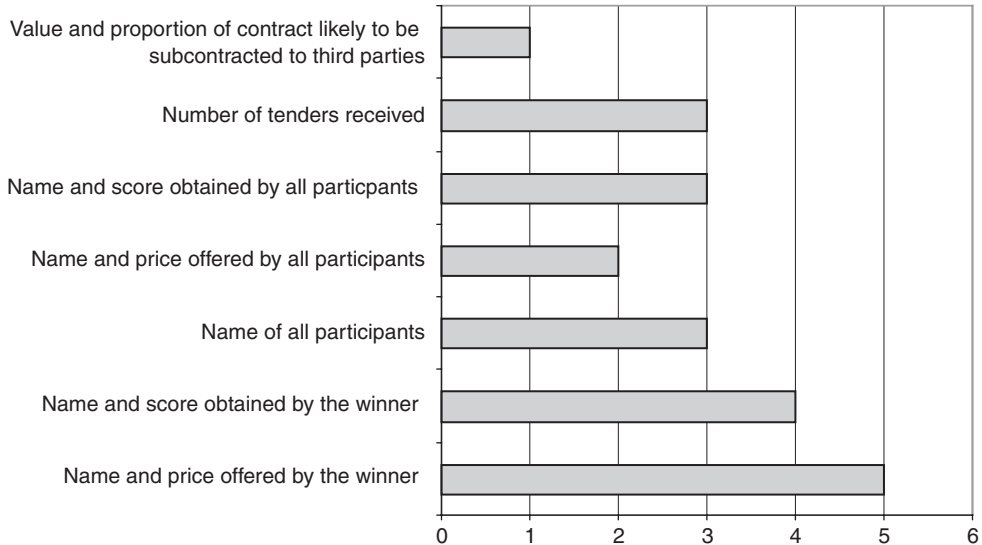 Value and proportion of contract likely to be
subcontracted to third parties
Number of tenders received
Name and score obtained by all particpants
Name and price offered by all participants
Name of all participants
Name and score obtained by the winner
Name and price offered by the winner
0 1 2 3 4 5 6